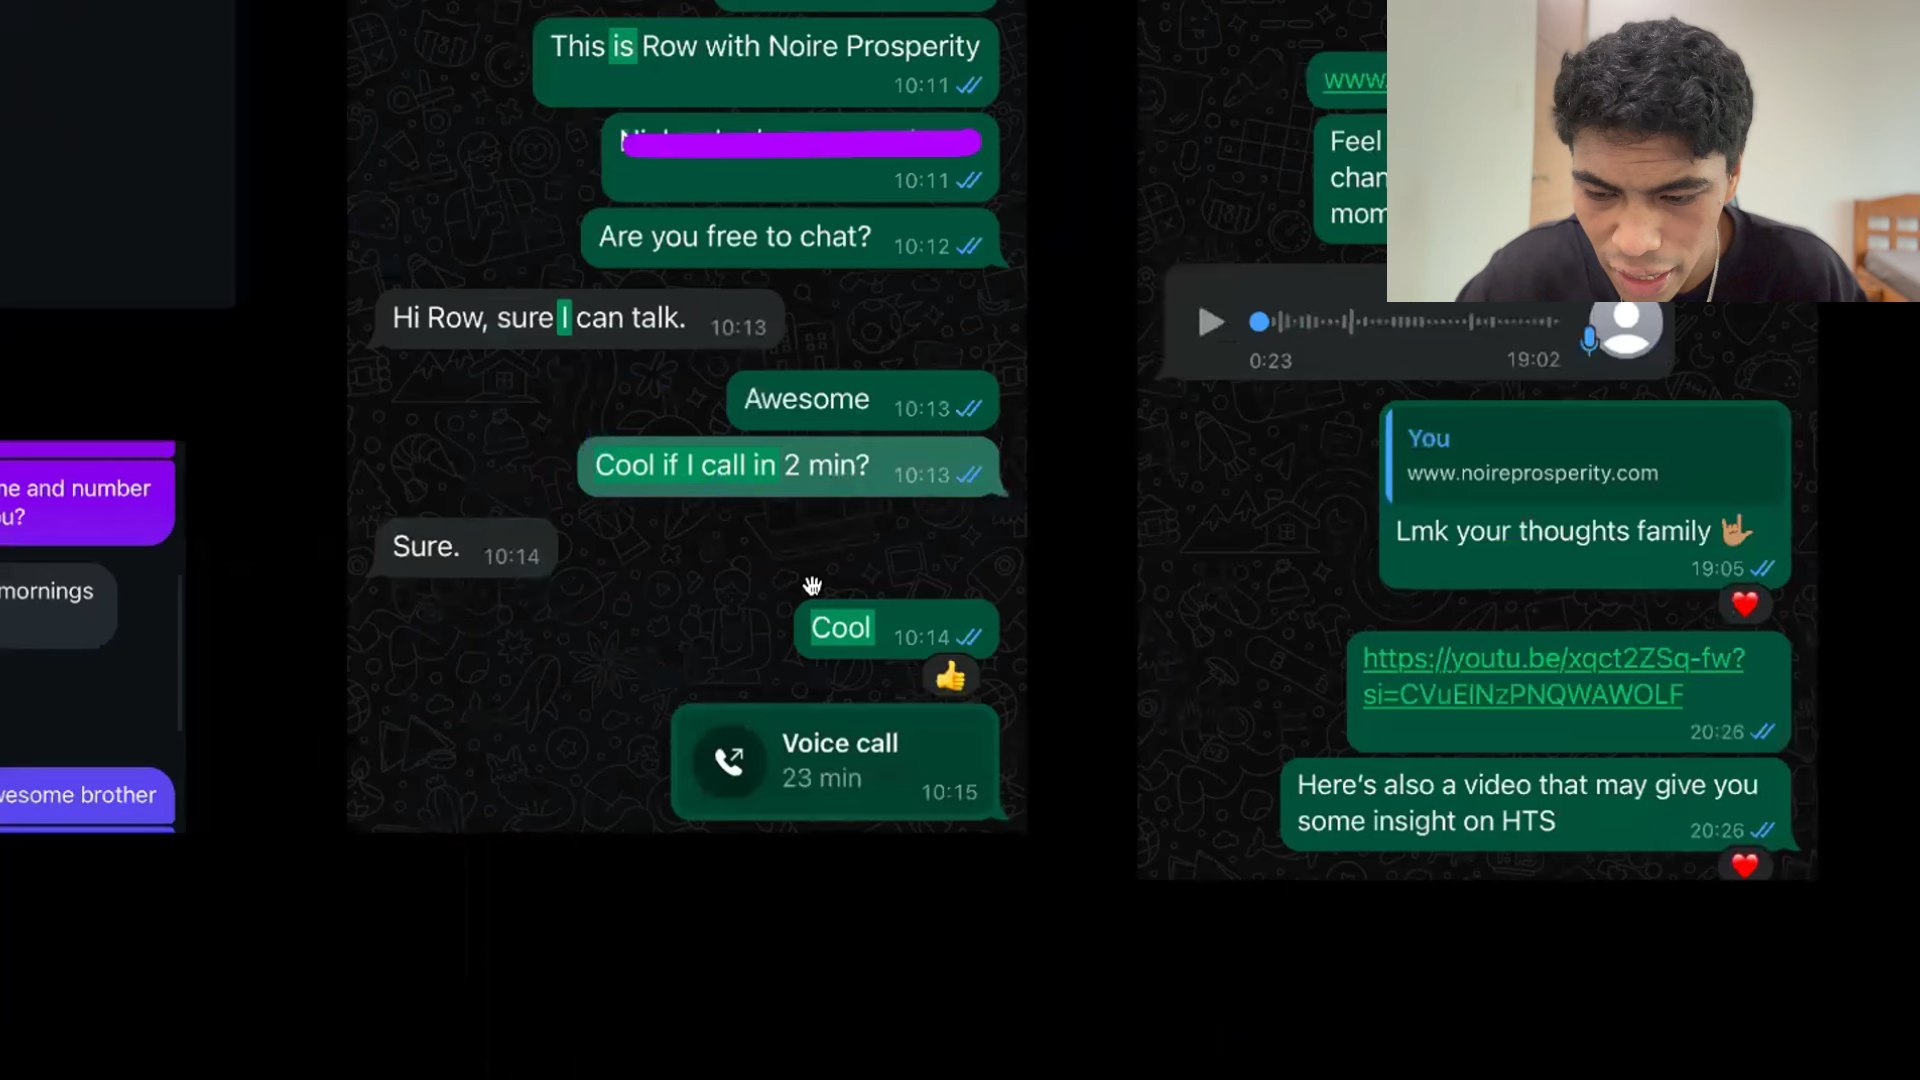 me and number
ou?
mornings
wesome brother
This is Row with Noire Prosperity
10:11
10:11
Are you free to chat? 10:12
Hi Row, sure I can talk. 10:13
Awesome 10:13
Cool if I call in 2 min? 10:13
Sure. 10:14
Cool 10:14
Voice call
23 min
10:15
www.
Feel
chan
mom
0:23 19:02
You
www.noireprosperity.com
Lmk your thoughts family
19:05
https://youtu.be/xqct2ZSq-fw?
si=CVuEINzPNQWAWOLF
20:26
Here's also a video that may give you
some insight on HTS 20:26